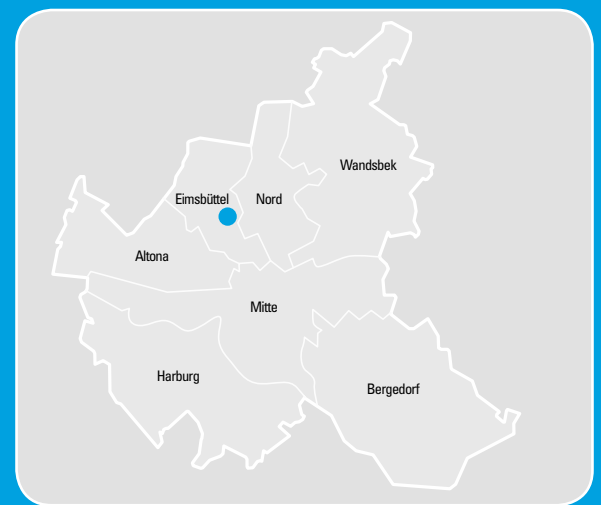 Wandsbek
Eimsbüttel
Nord
Altona
Mitte
Harburg
Bergedorf